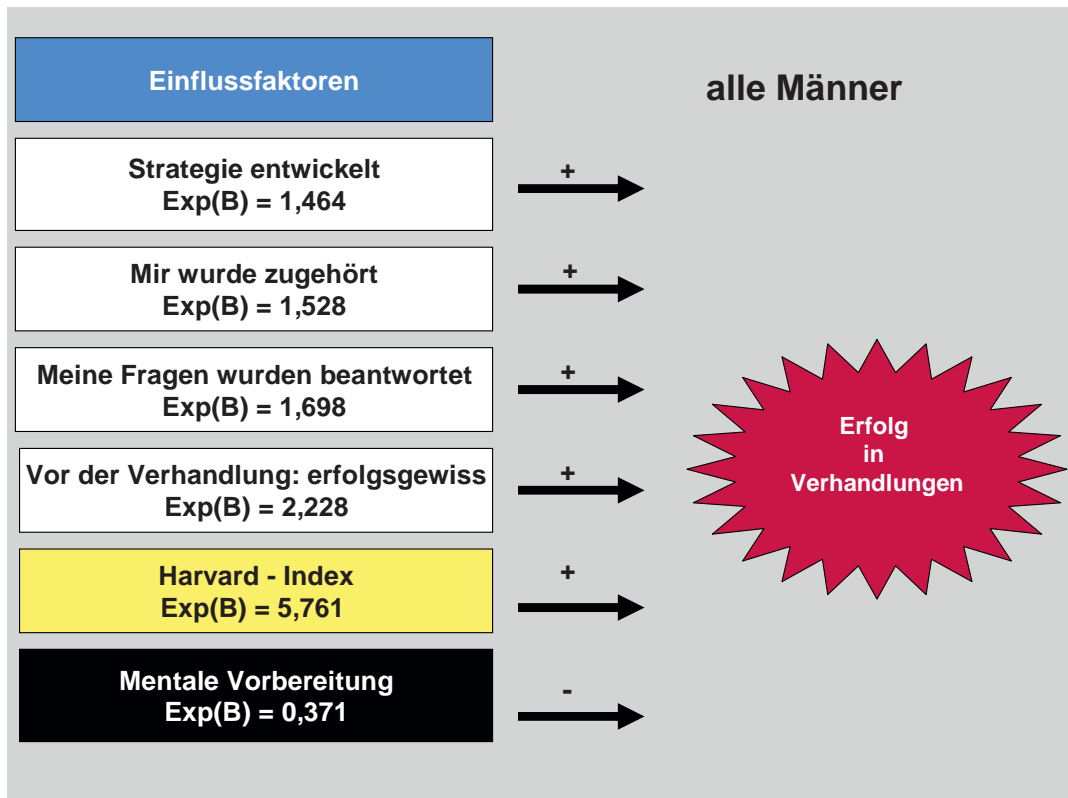 Einflussfaktoren
alle Männer
Strategie entwickelt
Exp(B) = 1,464
+
Mir wurde zugehört
Exp(B) = 1,528
+
Meine Fragen wurden beantwortet
Exp(B) = 1,698
+
Vor der Verhandlung: erfolgsgewiss
Exp(B) = 2,228
+
Harvard - Index
Exp(B) = 5,761
+
Mentale Vorbereitung
Exp(B) = 0,371
-
Erfolg
in
Verhandlungen